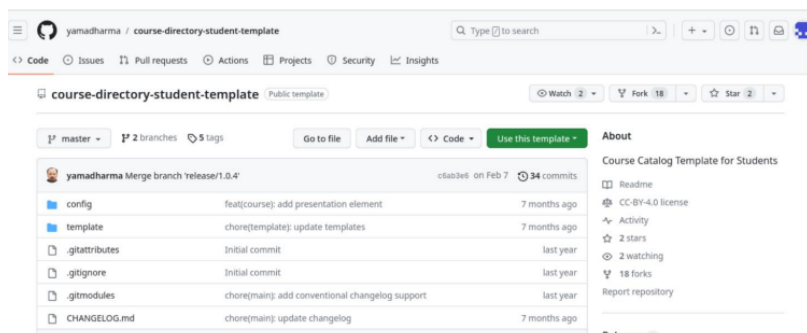 yamadharma / course-directory-student-template
Type / to search
Code Issues Pull requests Actions Projects Security Insights
course-directory-student-template Public template
Watch 2 Fork 18 Star 2
master 2 branches 5 tags Go to file Add file Code Use this template
yamadharma Merge branch 'release/1.0.4' c6ab3e6 on Feb 7 34 commits
config feat(course): add presentation element 7 months ago
template chore(template): update templates 7 months ago
.gitattributes Initial commit last year
.gitignore Initial commit last year
.gitmodules chore(main): add conventional changelog support last year
CHANGELOG.md chore(main): update changelog 7 months ago
About
Course Catalog Template for Students
Readme
CC-BY-4.0 license
Activity
2 stars
2 watching
18 forks
Report repository